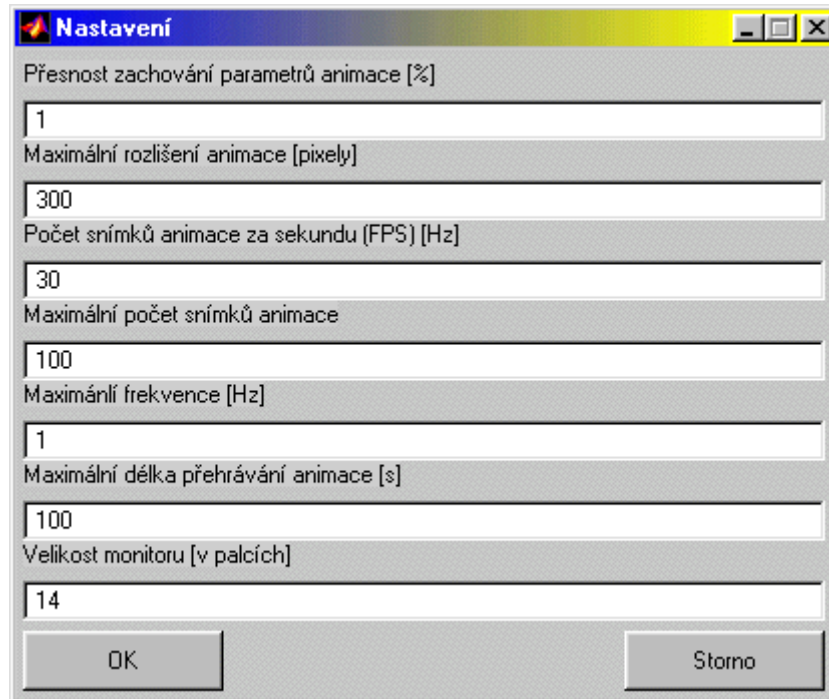 Nastavení
Přesnost zachování parametrů animace [%]
1
Maximální rozlišení animace [pixely]
300
Počet snímků animace za sekundu (FPS) [Hz]
30
Maximální počet snímků animace
100
Maximánlí frekvence [Hz]
1
Maximální délka přehrávání animace [s]
100
Velikost monitoru [v palcích]
14
OK Storno